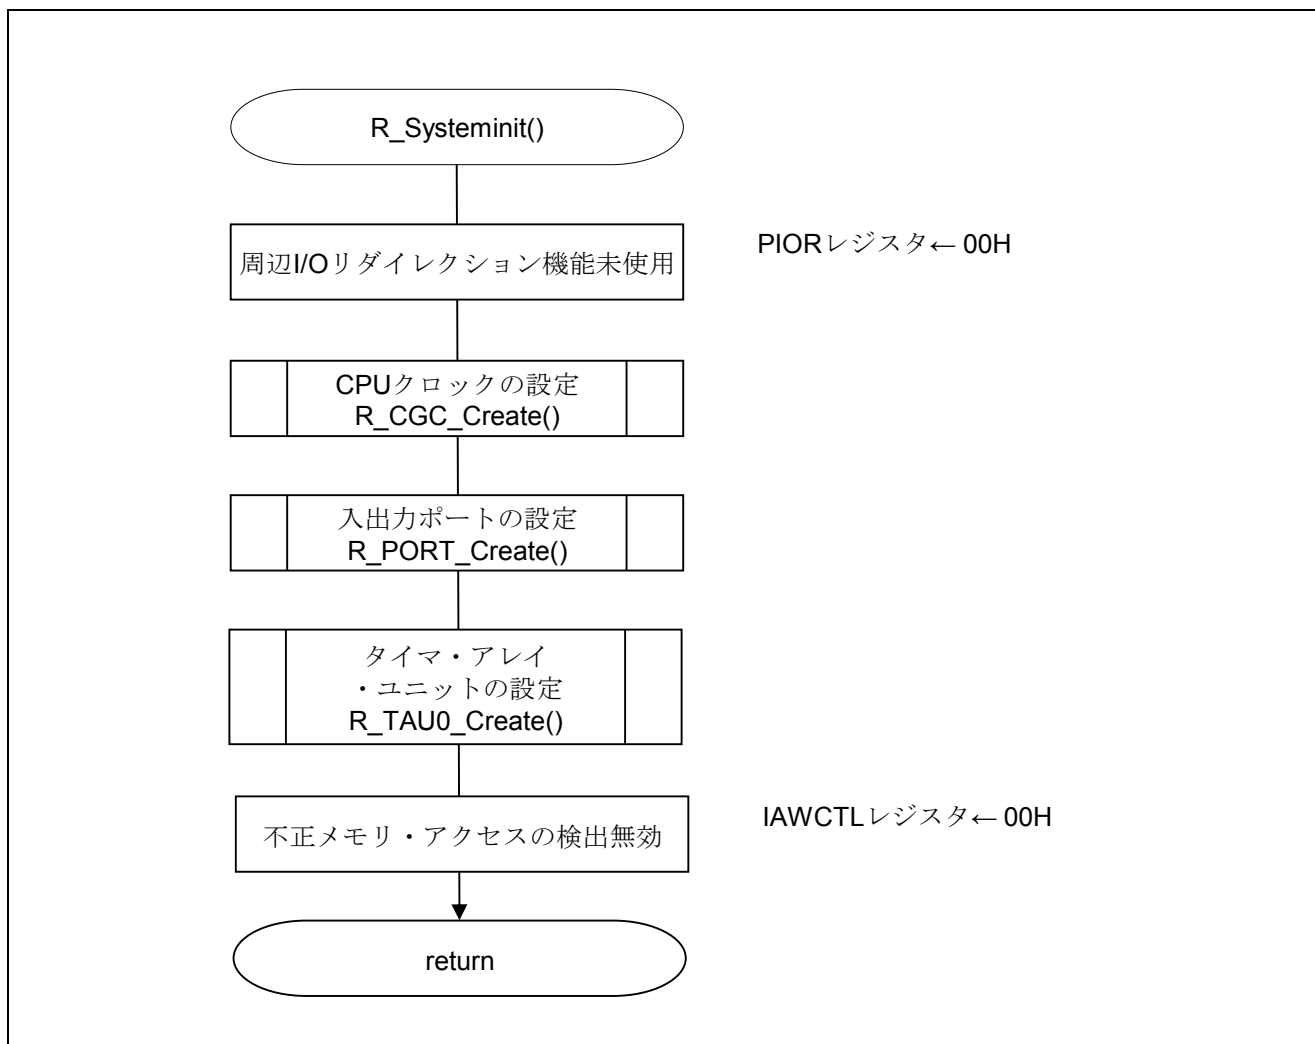 R_Systeminit()
周辺I/Oリダイレクション機能未使用
PIORレジスタ← 00H
CPUクロックの設定
R_CGC_Create()
入出力ポートの設定
R_PORT_Create()
タイマ・アレイ
・ユニットの設定
R_TAU0_Create()
不正メモリ・アクセスの検出無効
IAWCTLレジスタ← 00H
return